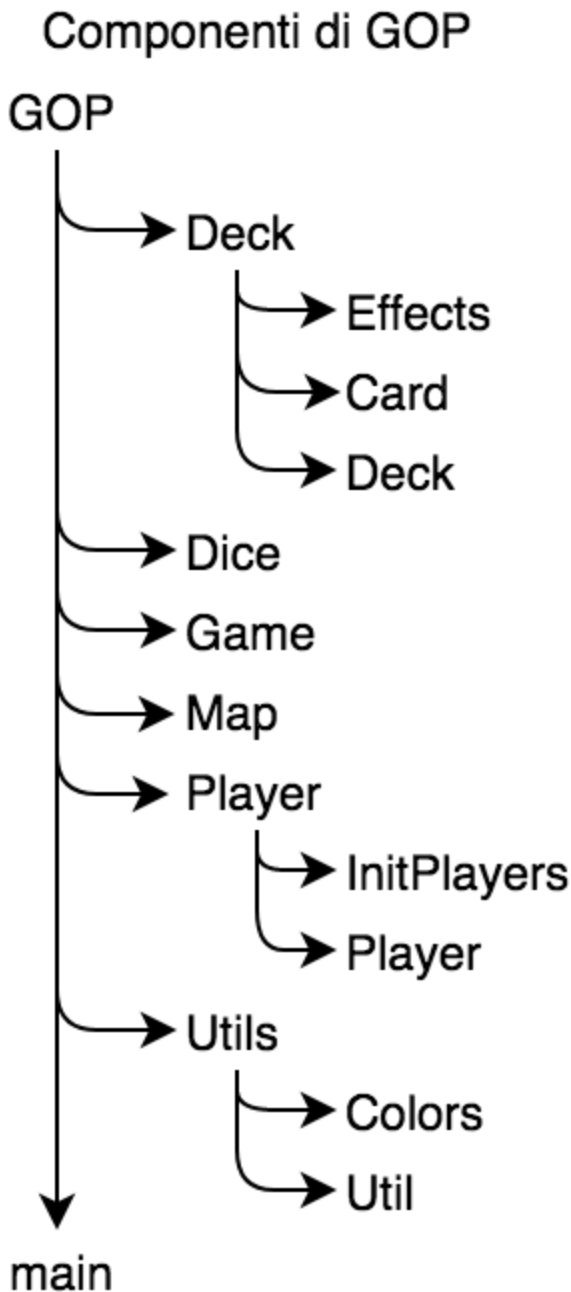 Componenti di GOP
GOP
Deck
Effects
Card
Deck
Dice
Game
Map
Player
InitPlayers
Player
Utils
Colors
Util
main